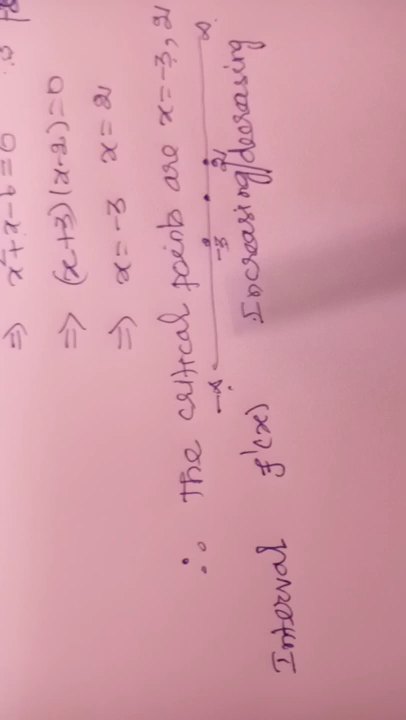 ⇒ x²+x-6=0
⇒ (x+3)(x-2)=0
⇒ x=-3 x=2
∴ The critical points are x=-3, 2
-∞ -3 2 ∞
Interval f'(x) Increasing/decreasing